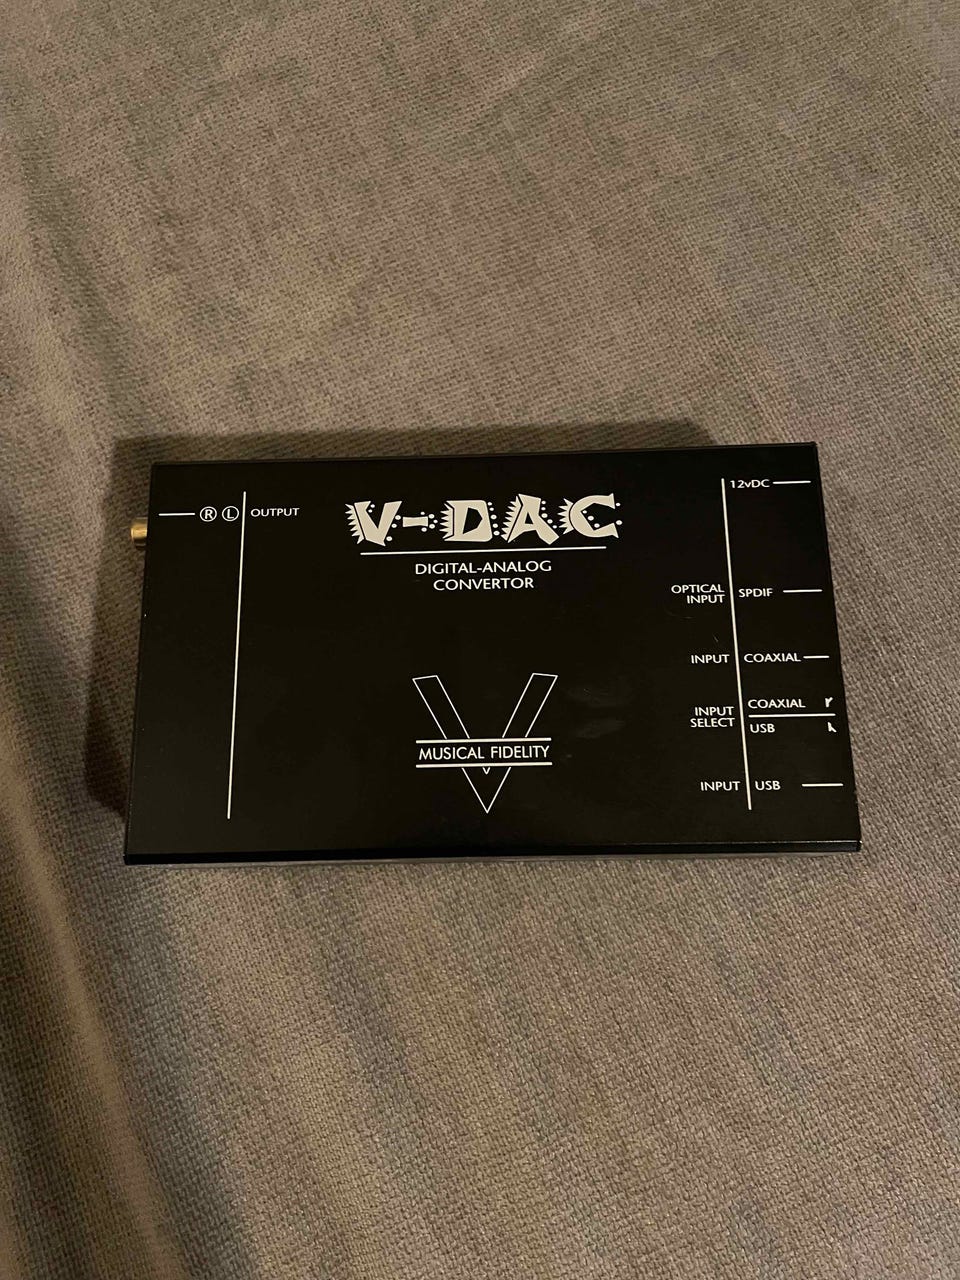 Ⓡ Ⓛ OUTPUT
V-DAC
DIGITAL-ANALOG
CONVERTOR
MUSICAL FIDELITY
12vDC
OPTICAL
INPUT
SPDIF
INPUT COAXIAL
INPUT
SELECT
COAXIAL
USB
INPUT USB